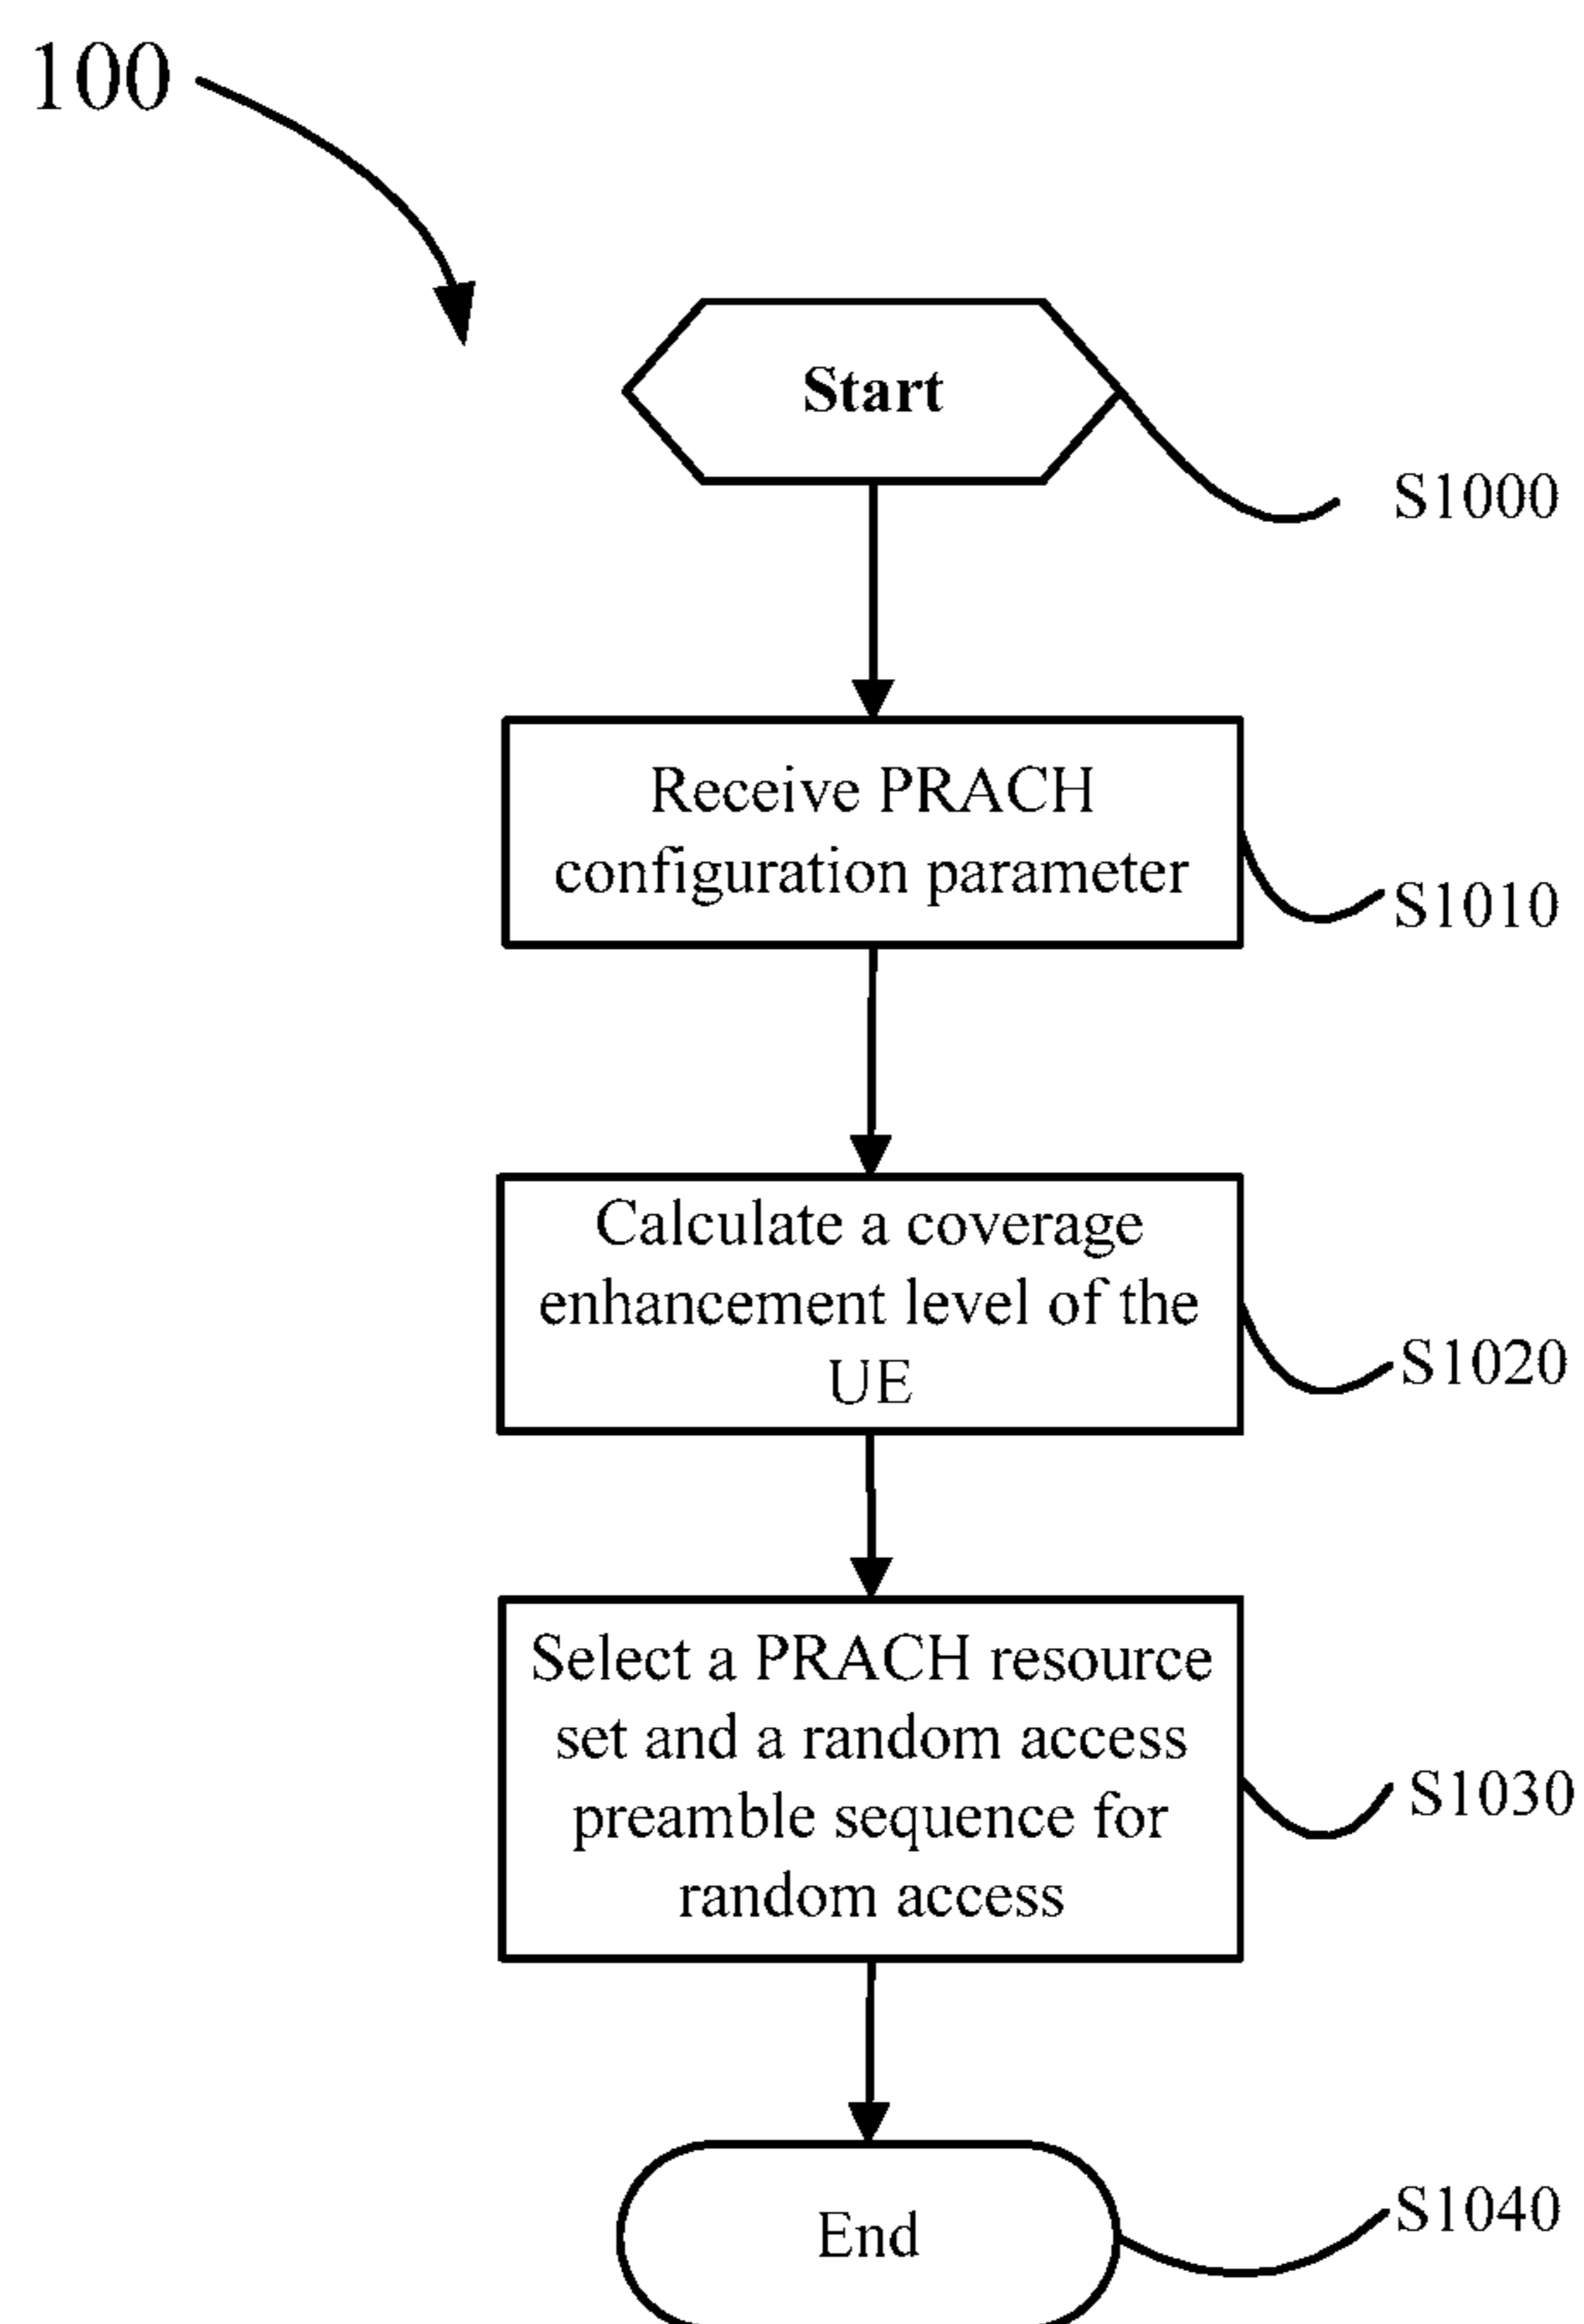 100
Start
S1000
Receive PRACH
configuration parameter
S1010
Calculate a coverage
enhancement level of the
UE
S1020
Select a PRACH resource
set and a random access
preamble sequence for
random access
S1030
End
S1040